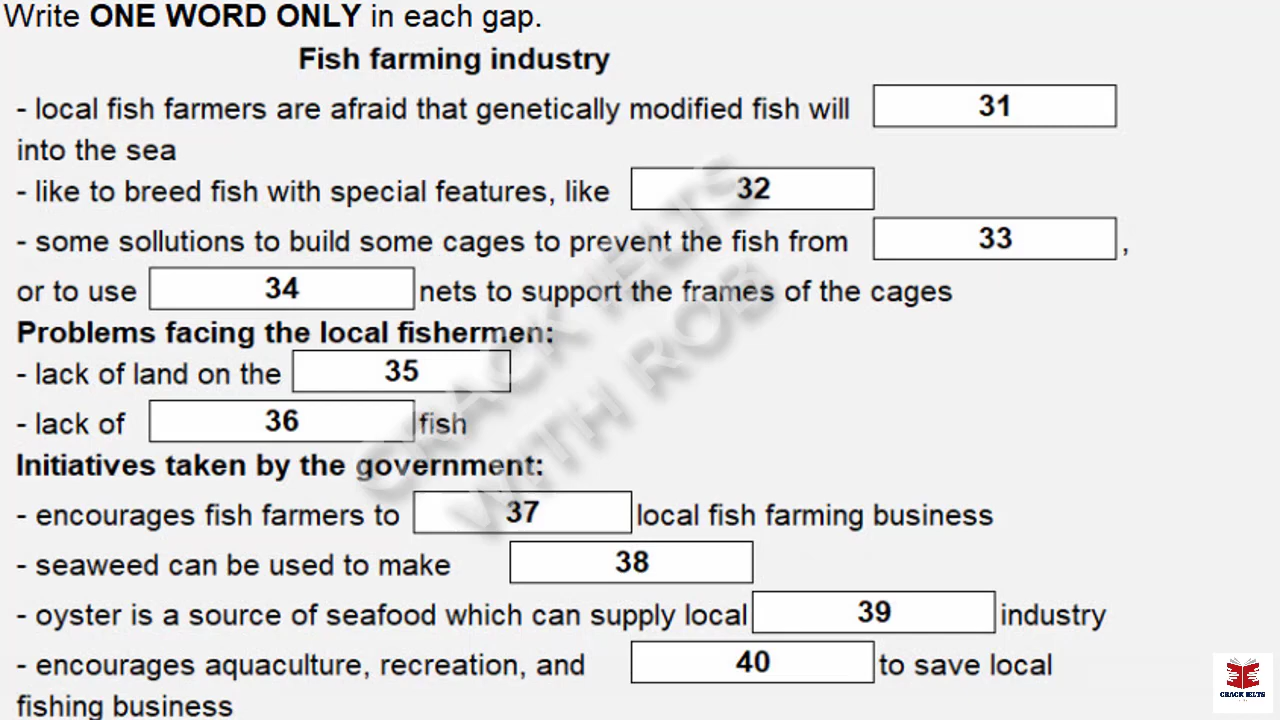 Write ONE WORD ONLY in each gap.
Fish farming industry
- local fish farmers are afraid that genetically modified fish will 31
into the sea
- like to breed fish with special features, like 32
- some sollutions to build some cages to prevent the fish from 33 ,
or to use 34 nets to support the frames of the cages
Problems facing the local fishermen:
- lack of land on the 35
- lack of 36 fish
Initiatives taken by the government:
- encourages fish farmers to 37 local fish farming business
- seaweed can be used to make 38
- oyster is a source of seafood which can supply local 39 industry
- encourages aquaculture, recreation, and 40 to save local
fishing business
CRACK IELTS
WITH ROB
CRACK IELTS